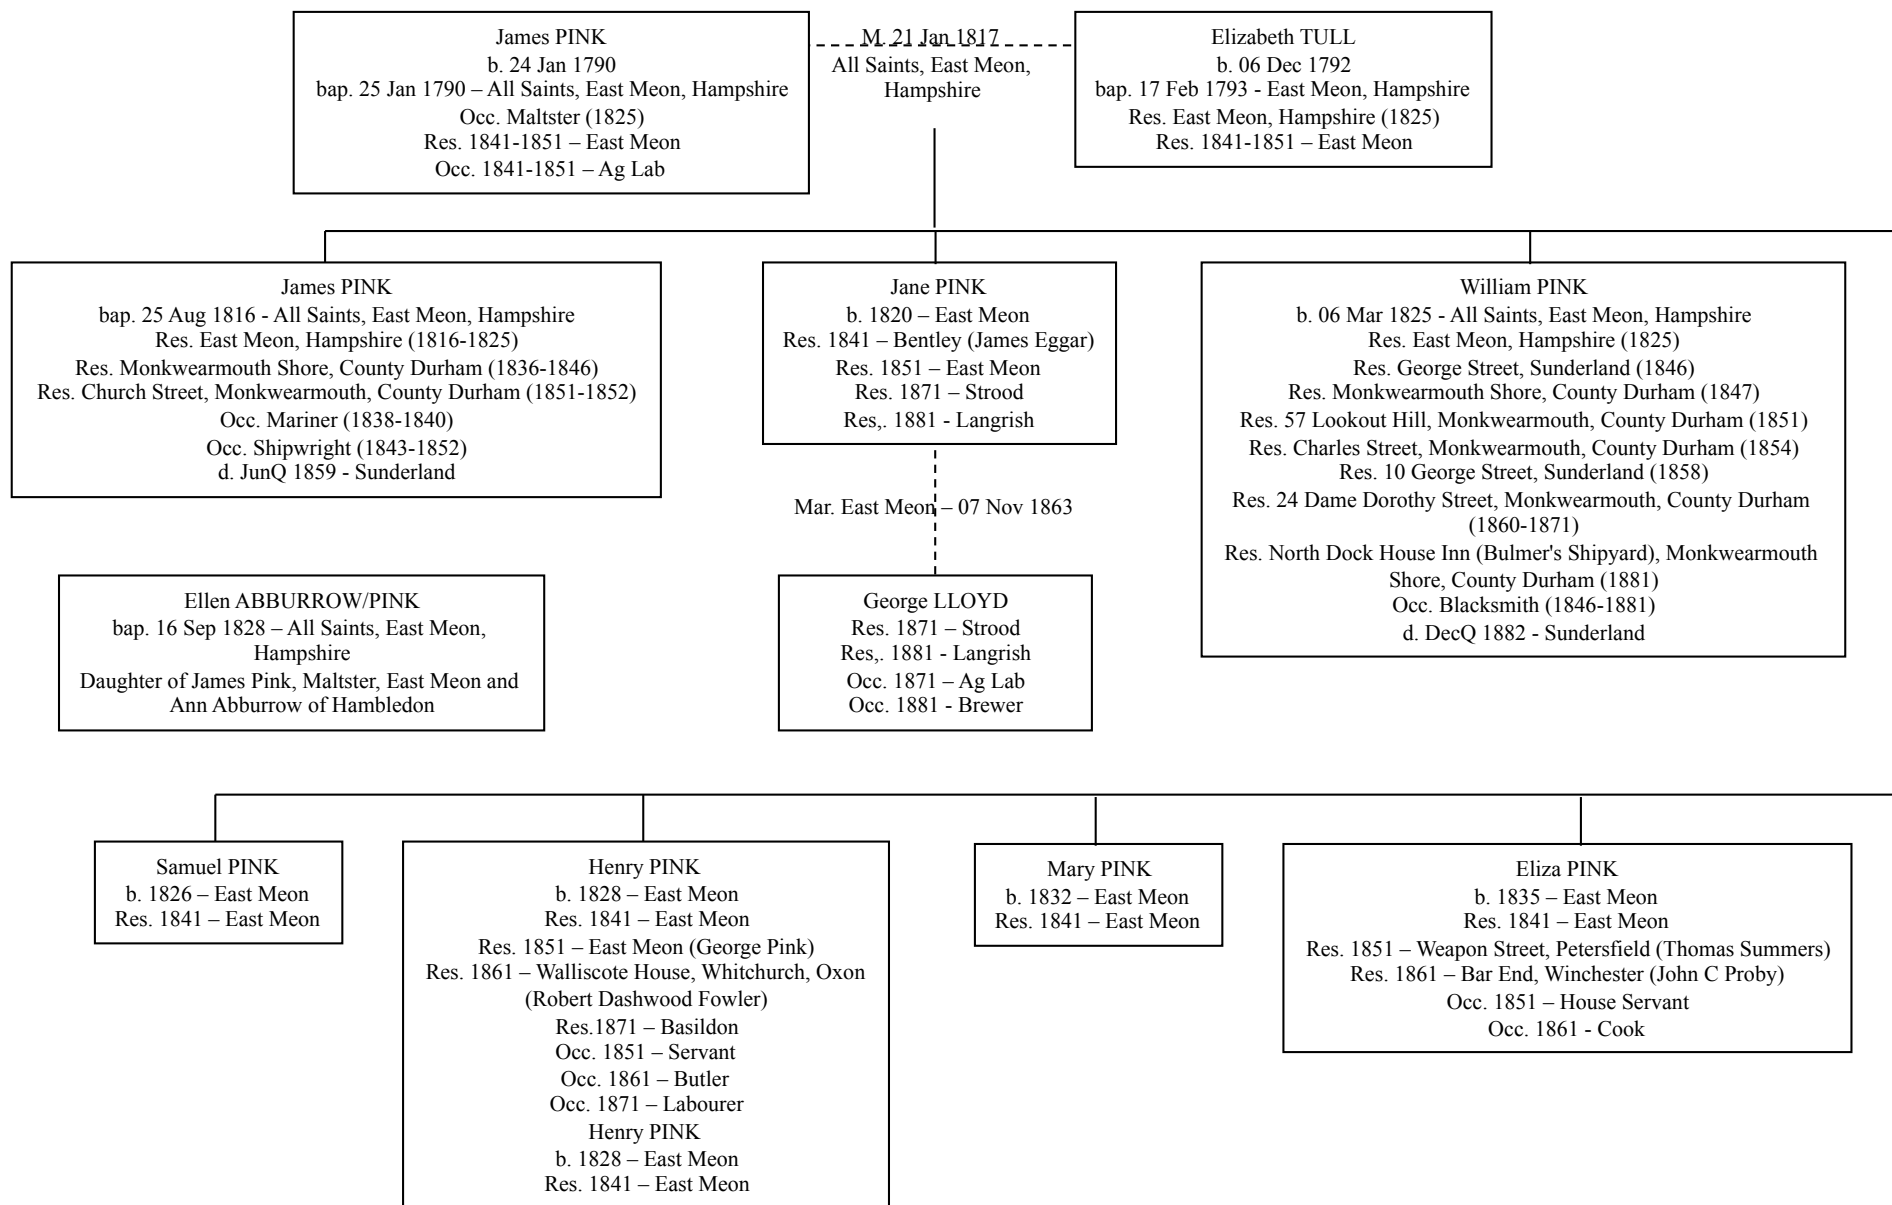 James PINK
b. 24 Jan 1790
bap. 25 Jan 1790 – All Saints, East Meon, Hampshire
Occ. Maltster (1825)
Res. 1841-1851 – East Meon
Occ. 1841-1851 – Ag Lab
M. 21 Jan 1817
All Saints, East Meon,
Hampshire
Elizabeth TULL
b. 06 Dec 1792
bap. 17 Feb 1793 - East Meon, Hampshire
Res. East Meon, Hampshire (1825)
Res. 1841-1851 – East Meon
James PINK
bap. 25 Aug 1816 - All Saints, East Meon, Hampshire
Res. East Meon, Hampshire (1816-1825)
Res. Monkwearmouth Shore, County Durham (1836-1846)
Res. Church Street, Monkwearmouth, County Durham (1851-1852)
Occ. Mariner (1838-1840)
Occ. Shipwright (1843-1852)
d. JunQ 1859 - Sunderland
Jane PINK
b. 1820 – East Meon
Res. 1841 – Bentley (James Eggar)
Res. 1851 – East Meon
Res. 1871 – Strood
Res,. 1881 - Langrish
William PINK
b. 06 Mar 1825 - All Saints, East Meon, Hampshire
Res. East Meon, Hampshire (1825)
Res. George Street, Sunderland (1846)
Res. Monkwearmouth Shore, County Durham (1847)
Res. 57 Lookout Hill, Monkwearmouth, County Durham (1851)
Res. Charles Street, Monkwearmouth, County Durham (1854)
Res. 10 George Street, Sunderland (1858)
Res. 24 Dame Dorothy Street, Monkwearmouth, County Durham
(1860-1871)
Res. North Dock House Inn (Bulmer's Shipyard), Monkwearmouth
Shore, County Durham (1881)
Occ. Blacksmith (1846-1881)
d. DecQ 1882 - Sunderland
Mar. East Meon – 07 Nov 1863
Ellen ABBURROW/PINK
bap. 16 Sep 1828 – All Saints, East Meon,
Hampshire
Daughter of James Pink, Maltster, East Meon and
Ann Abburrow of Hambledon
George LLOYD
Res. 1871 – Strood
Res,. 1881 - Langrish
Occ. 1871 – Ag Lab
Occ. 1881 - Brewer
Samuel PINK
b. 1826 – East Meon
Res. 1841 – East Meon
Henry PINK
b. 1828 – East Meon
Res. 1841 – East Meon
Res. 1851 – East Meon (George Pink)
Res. 1861 – Walliscote House, Whitchurch, Oxon
(Robert Dashwood Fowler)
Res.1871 – Basildon
Occ. 1851 – Servant
Occ. 1861 – Butler
Occ. 1871 – Labourer
Henry PINK
b. 1828 – East Meon
Res. 1841 – East Meon
Mary PINK
b. 1832 – East Meon
Res. 1841 – East Meon
Eliza PINK
b. 1835 – East Meon
Res. 1841 – East Meon
Res. 1851 – Weapon Street, Petersfield (Thomas Summers)
Res. 1861 – Bar End, Winchester (John C Proby)
Occ. 1851 – House Servant
Occ. 1861 - Cook